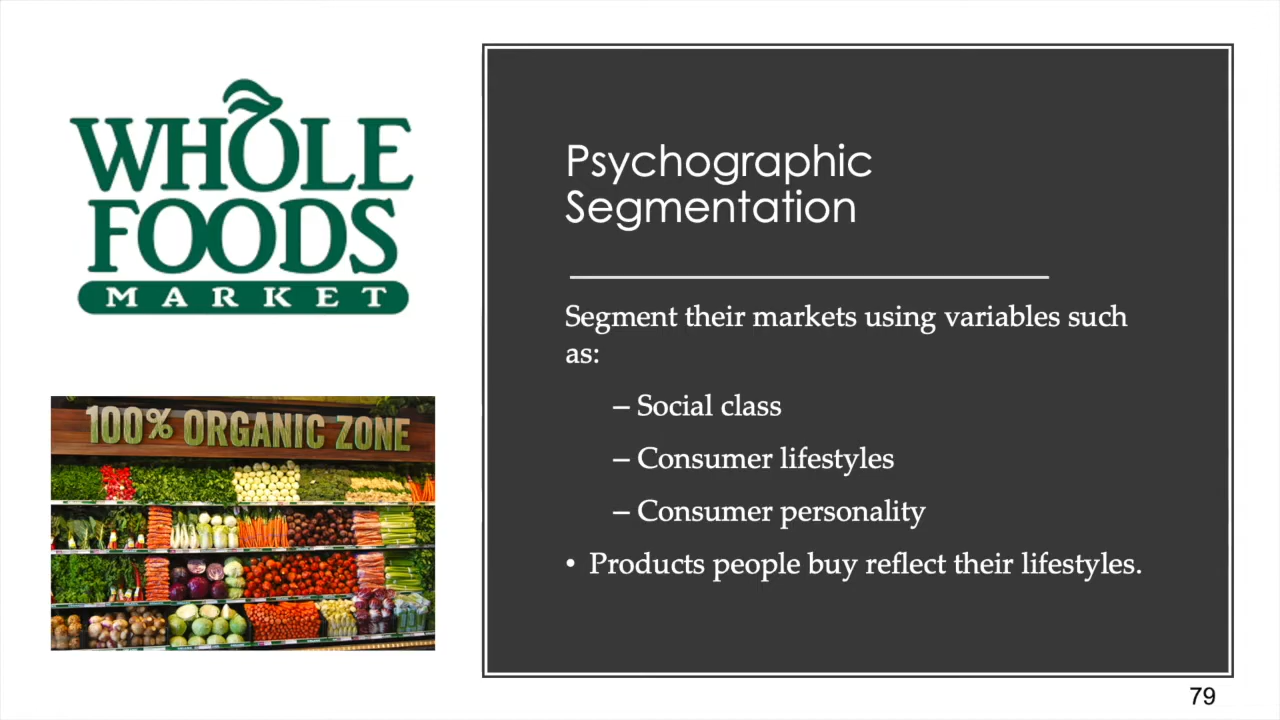 WHOLE
FOODS
MARKET
100% ORGANIC ZONE
Psychographic
Segmentation
Segment their markets using variables such
as:
– Social class
– Consumer lifestyles
– Consumer personality
• Products people buy reflect their lifestyles.
79